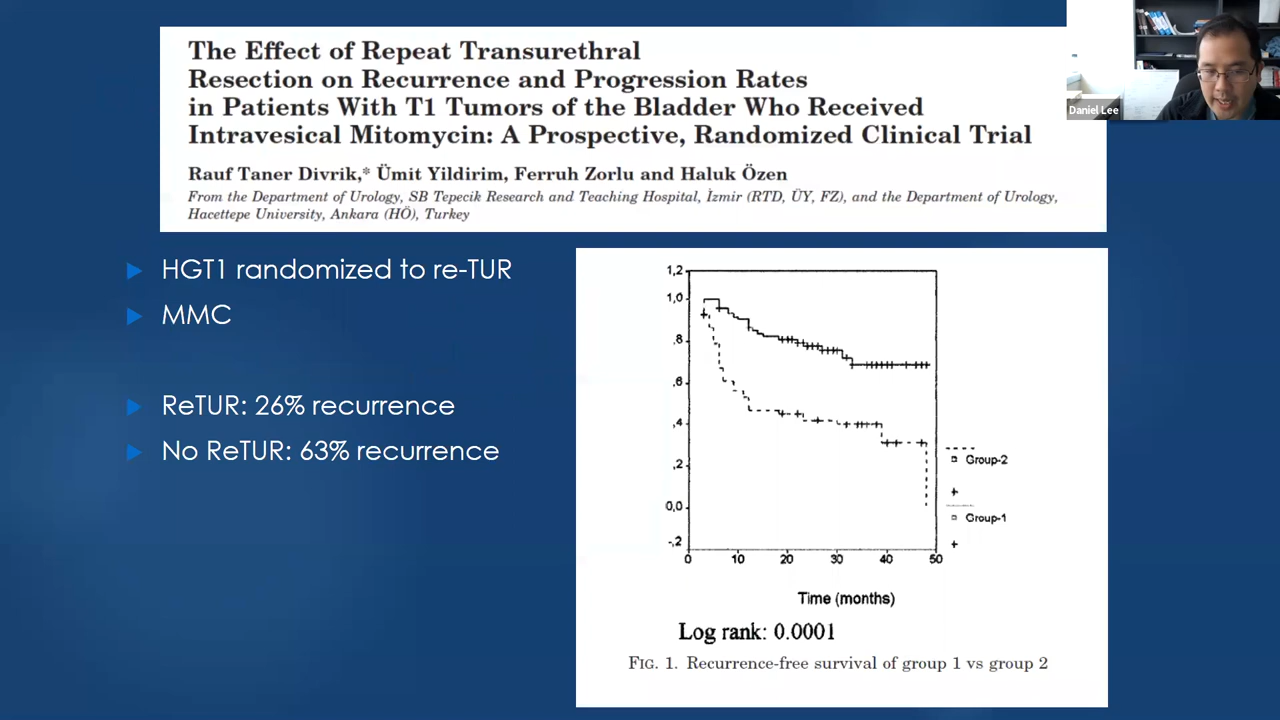 The Effect of Repeat Transurethral
Resection on Recurrence and Progression Rates
in Patients With T1 Tumors of the Bladder Who Received
Intravesical Mitomycin: A Prospective, Randomized Clinical Trial
Rauf Taner Divrik,* Ümit Yildirim, Ferruh Zorlu and Haluk Özen
From the Department of Urology, SB Tepecik Research and Teaching Hospital, İzmir (RTD, ÜY, FZ), and the Department of Urology,
Hacettepe University, Ankara (HÖ), Turkey
Daniel Lee
HGT1 randomized to re-TUR
MMC
ReTUR: 26% recurrence
No ReTUR: 63% recurrence
1,2
1,0
,8
,6
,4
,2
0,0
-,2
0 10 20 30 40 50
Time (months)
Group-2
Group-1
Log rank: 0.0001
FIG. 1. Recurrence-free survival of group 1 vs group 2